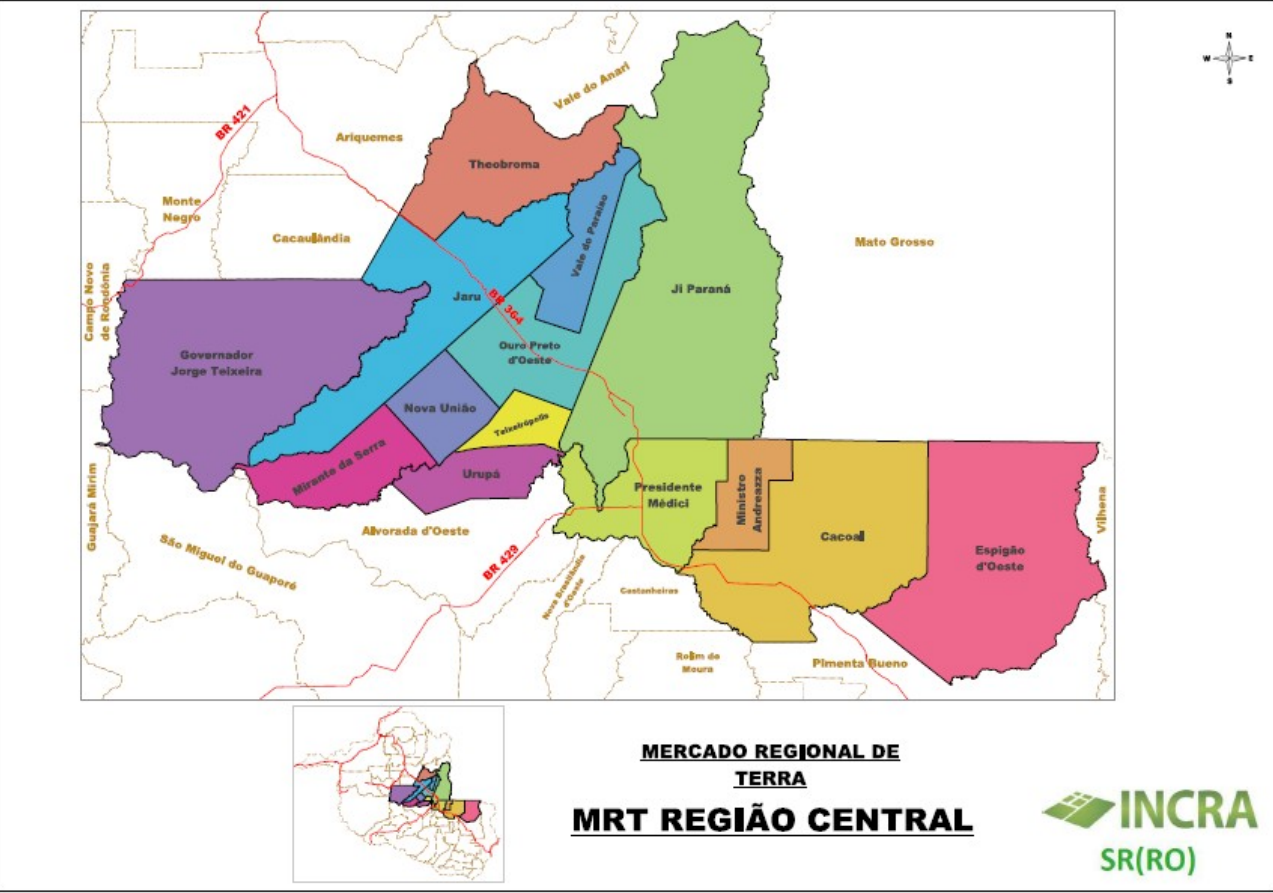 N
W E
S
Vale do Anari
BR 421
Ariquemes
Theobroma
Monte
Negro
Vale do Paraíso
Cacaulândia
Mato Grosso
Campo Novo
de Rondônia
Jaru
BR 364
Ji Paraná
Governador
Jorge Teixeira
Ouro Preto
d'Oeste
Nova União
Teixeirópolis
Mirante da Serra
Urupá
Presidente
Médici
Ministro
Andreazza
Guajará Mirim
Vilhena
Alvorada d'Oeste
Cacoal
São Miguel do Guaporé
BR 429
Espigão
d'Oeste
Nova Brasilândia
d'Oeste
Castanheiras
Rolim de
Moura
Pimenta Bueno
MERCADO REGIONAL DE
TERRA
MRT REGIÃO CENTRAL
INCRA
SR(RO)